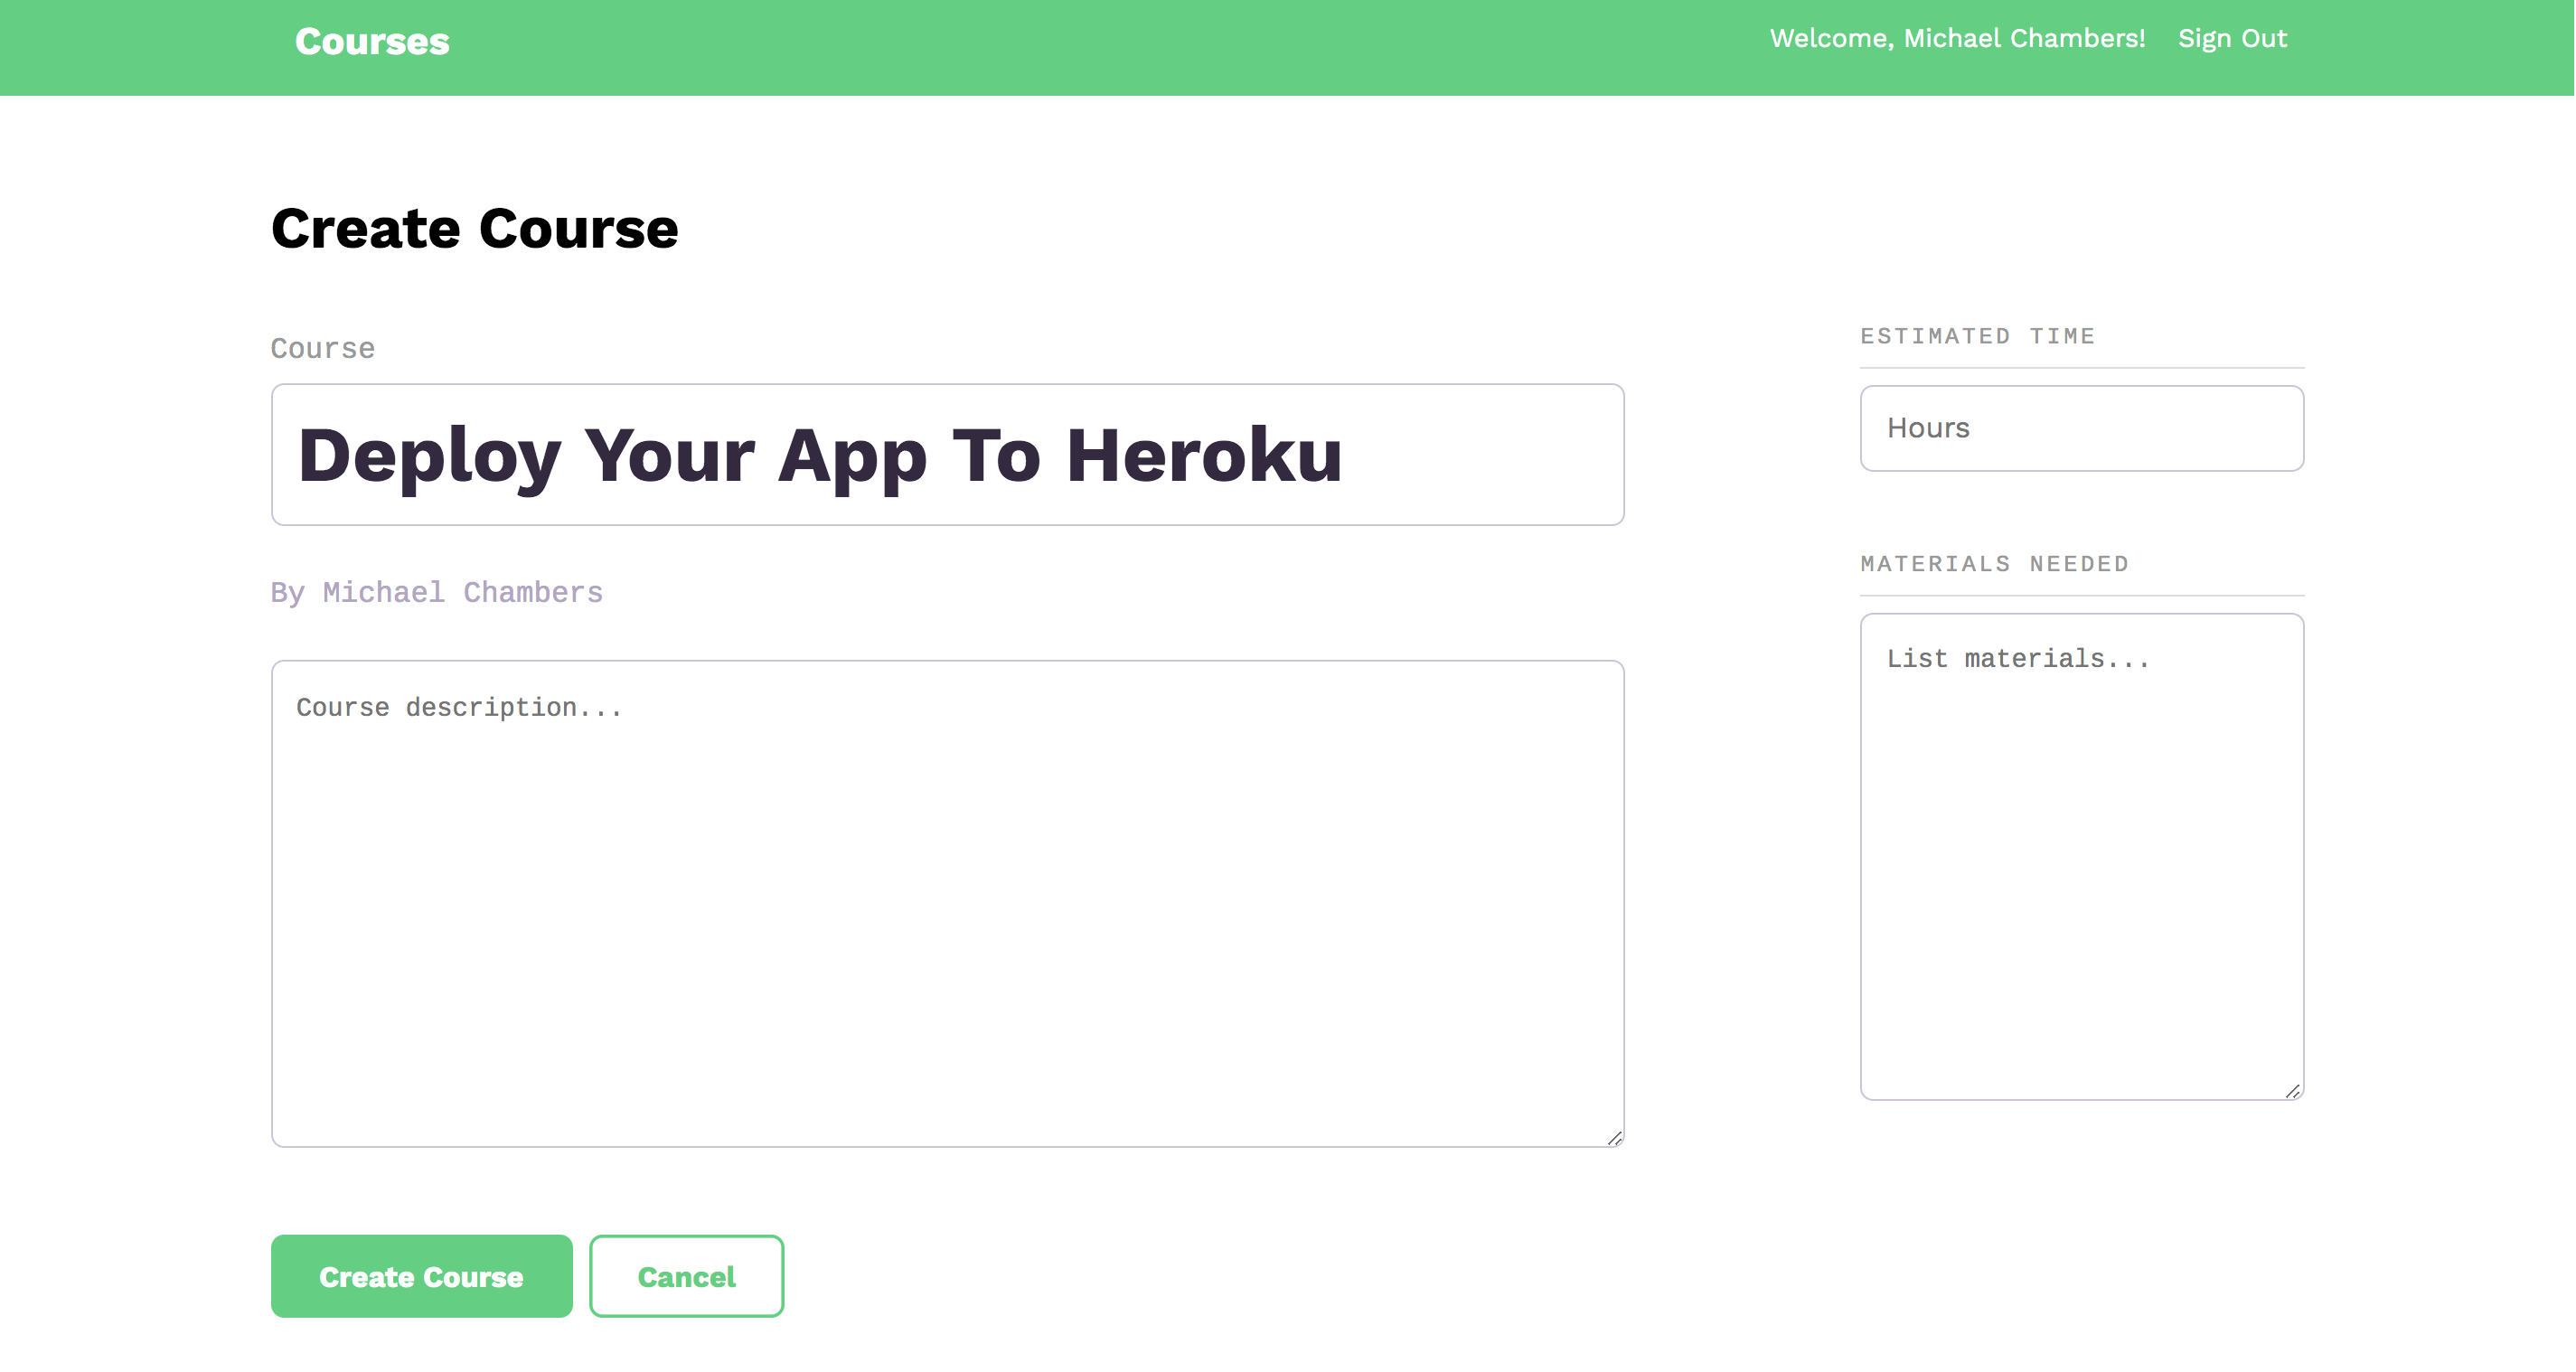 Courses
Welcome, Michael Chambers! Sign Out
Create Course
Course
Deploy Your App To Heroku
By Michael Chambers
Course description...
ESTIMATED TIME
Hours
MATERIALS NEEDED
List materials...
Create Course
Cancel